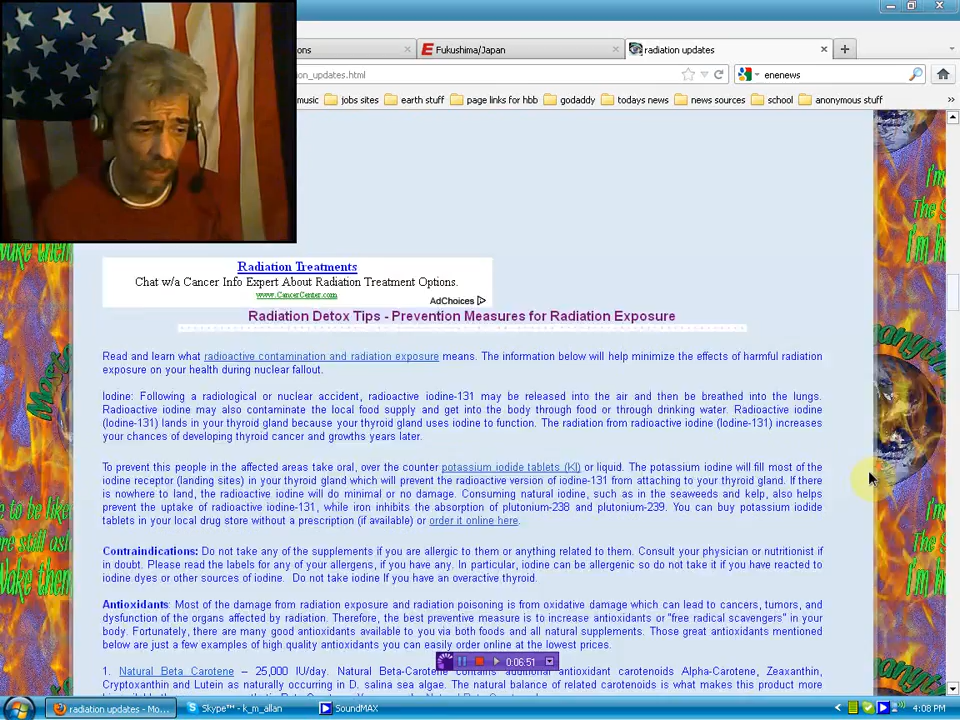 ons
Fukushima/Japan
radiation updates
on_updates.html
enenews
music
jobs sites
earth stuff
page links for hbb
godaddy
todays news
news sources
school
anonymous stuff
»
Radiation Treatments
Chat w/a Cancer Info Expert About Radiation Treatment Options.
www.CancerCenter.com
AdChoices
Radiation Detox Tips - Prevention Measures for Radiation Exposure
Read and learn what radioactive contamination and radiation exposure means. The information below will help minimize the effects of harmful radiation
exposure on your health during nuclear fallout.
Iodine: Following a radiological or nuclear accident, radioactive iodine-131 may be released into the air and then be breathed into the lungs.
Radioactive iodine may also contaminate the local food supply and get into the body through food or through drinking water. Radioactive iodine
(Iodine-131) lands in your thyroid gland because your thyroid gland uses iodine to function. The radiation from radioactive iodine (Iodine-131) increases
your chances of developing thyroid cancer and growths years later.
To prevent this people in the affected areas take oral, over the counter potassium iodide tablets (KI) or liquid. The potassium iodine will fill most of the
iodine receptor (landing sites) in your thyroid gland which will prevent the radioactive version of iodine-131 from attaching to your thyroid gland. If there
is nowhere to land, the radioactive iodine will do minimal or no damage. Consuming natural iodine, such as in the seaweeds and kelp, also helps
prevent the uptake of radioactive iodine-131, while iron inhibits the absorption of plutonium-238 and plutonium-239. You can buy potassium iodide
tablets in your local drug store without a prescription (if available) or order it online here.
Contraindications: Do not take any of the supplements if you are allergic to them or anything related to them. Consult your physician or nutritionist if
in doubt. Please read the labels for any of your allergens, if you have any. In particular, iodine can be allergenic so do not take it if you have reacted to
iodine dyes or other sources of iodine. Do not take iodine If you have an overactive thyroid.
Antioxidants: Most of the damage from radiation exposure and radiation poisoning is from oxidative damage which can lead to cancers, tumors, and
dysfunction of the organs affected by radiation. Therefore, the best preventive measure is to increase antioxidants or "free radical scavengers" in your
body. Fortunately, there are many good antioxidants available to you via both foods and all natural supplements. Those great antioxidants mentioned
below are just a few examples of high quality antioxidants you can easily order online at the lowest prices.
0:06:51
1. Natural Beta Carotene – 25,000 IU/day. Natural Beta-Carotene contains additional antioxidant carotenoids Alpha-Carotene, Zeaxanthin,
Cryptoxanthin and Lutein as naturally occurring in D. salina sea algae. The natural balance of related carotenoids is what makes this product more
radiation updates - Mo...
Skype™ - k_m_allan
SoundMAX
4:08 PM